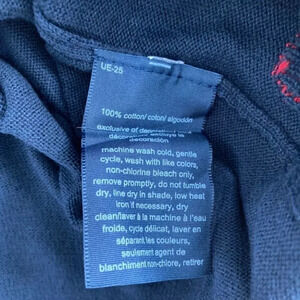 UE-25
100% cotton/ coton/ algodón
exclusive of decoration/
décoration
machine wash cold, gentle
cycle, wash with like colors,
non-chlorine bleach only,
remove promptly, do not tumble
dry, line dry in shade, low heat
iron if necessary, dry
clean/laver à la machine à l'eau
froide, cycle délicat, laver en
séparant les couleurs,
seulement agent de
blanchiment non-chlore, retirer